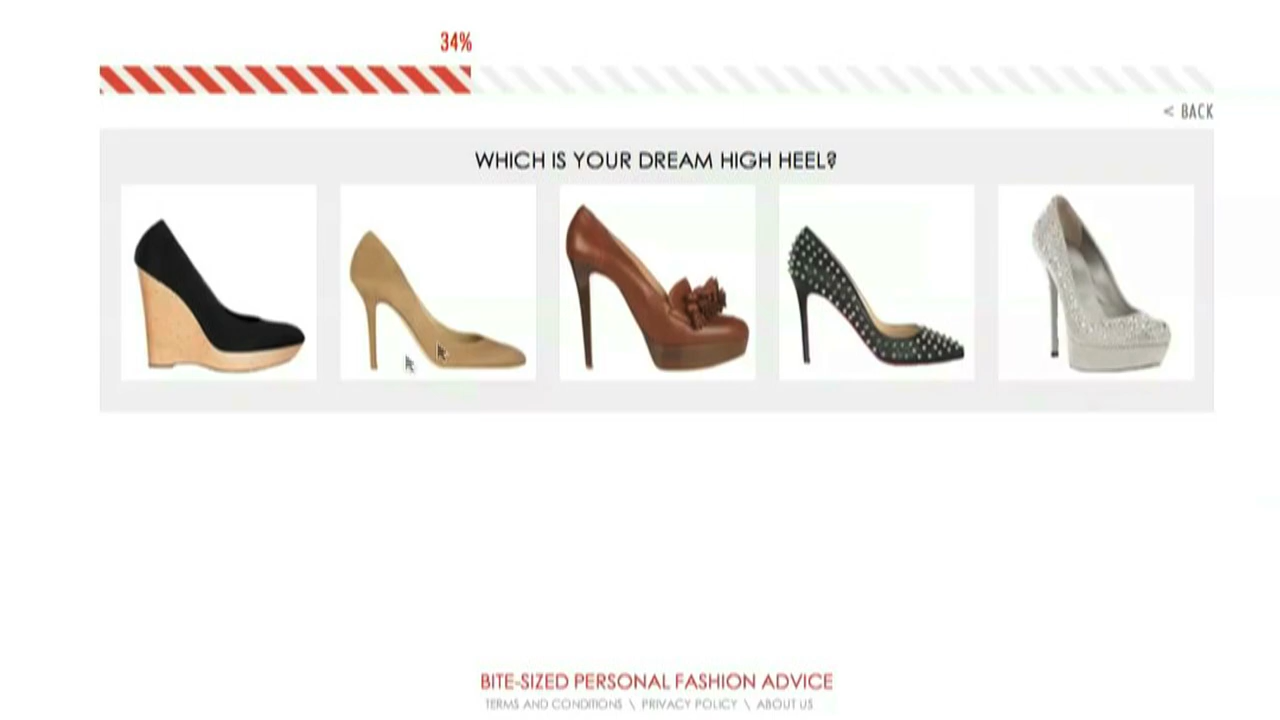 34%
< BACK
WHICH IS YOUR DREAM HIGH HEEL?
BITE-SIZED PERSONAL FASHION ADVICE
TERMS AND CONDITIONS \ PRIVACY POLICY \ ABOUT US